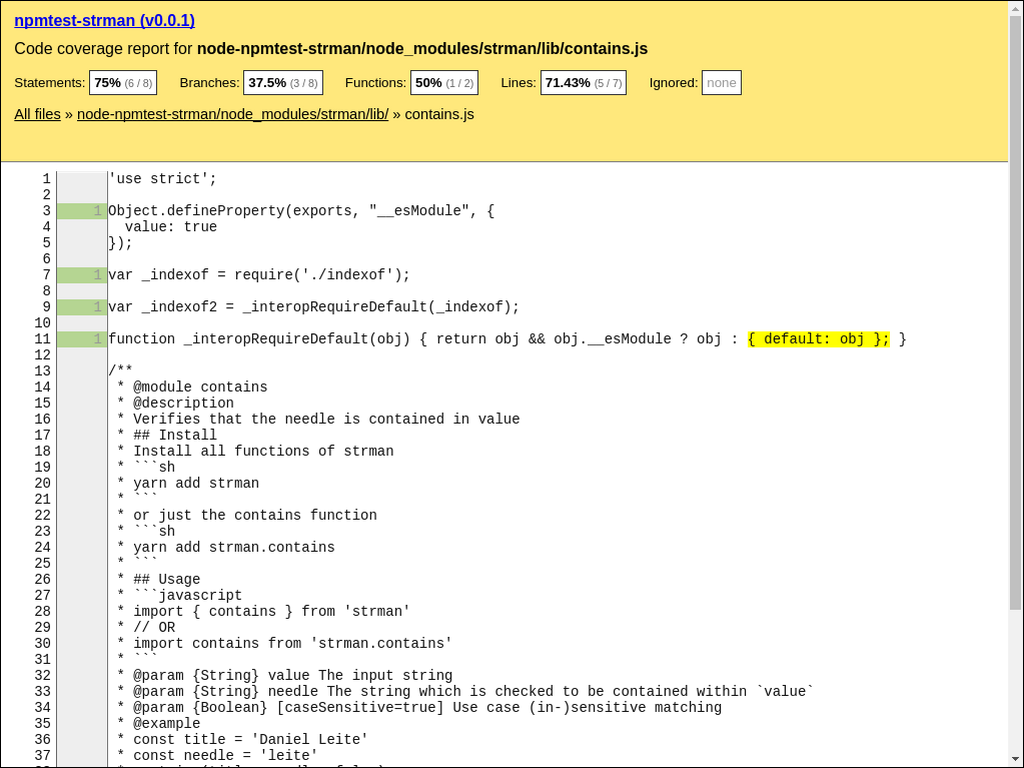 npmtest-strman (v0.0.1)
Code coverage report for node-npmtest-strman/node_modules/strman/lib/contains.js
Statements: 75% (6 / 8) Branches: 37.5% (3 / 8) Functions: 50% (1 / 2) Lines: 71.43% (5 / 7) Ignored: none
All files » node-npmtest-strman/node_modules/strman/lib/ » contains.js
1 'use strict';
2
3 1 Object.defineProperty(exports, "__esModule", {
4   value: true
5 });
6
7 1 var _indexof = require('./indexof');
8
9 1 var _indexof2 = _interopRequireDefault(_indexof);
10
11 1 function _interopRequireDefault(obj) { return obj && obj.__esModule ? obj : { default: obj }; }
12
13 /**
14  * @module contains
15  * @description
16  * Verifies that the needle is contained in value
17  * ## Install
18  * Install all functions of strman
19  * ```sh
20  * yarn add strman
21  * ```
22  * or just the contains function
23  * ```sh
24  * yarn add strman.contains
25  * ```
26  * ## Usage
27  * ```javascript
28  * import { contains } from 'strman'
29  * // OR
30  * import contains from 'strman.contains'
31  * ```
32  * @param {String} value The input string
33  * @param {String} needle The string which is checked to be contained within `value`
34  * @param {Boolean} [caseSensitive=true] Use case (in-)sensitive matching
35  * @example
36  * const title = 'Daniel Leite'
37  * const needle = 'leite'